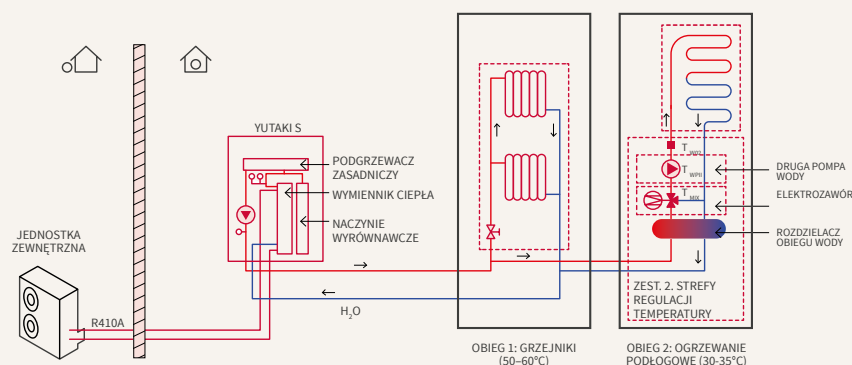 YUTAKI S
PODGRZEWACZ
ZASADNICZY
WYMIENNIK CIEPŁA
NACZYNIE
WYRÓWNAWCZE
JEDNOSTKA
ZEWNĘTRZNA
R410A
H₂O
T WO2
T WPII
T MIX
DRUGA POMPA
WODY
ELEKTROZAWÓR
ROZDZIELACZ
OBIEGU WODY
ZEST. 2. STREFY
REGULACJI
TEMPERATURY
OBIEG 1: GRZEJNIKI
(50–60°C)
OBIEG 2: OGRZEWANIE
PODŁOGOWE (30-35°C)